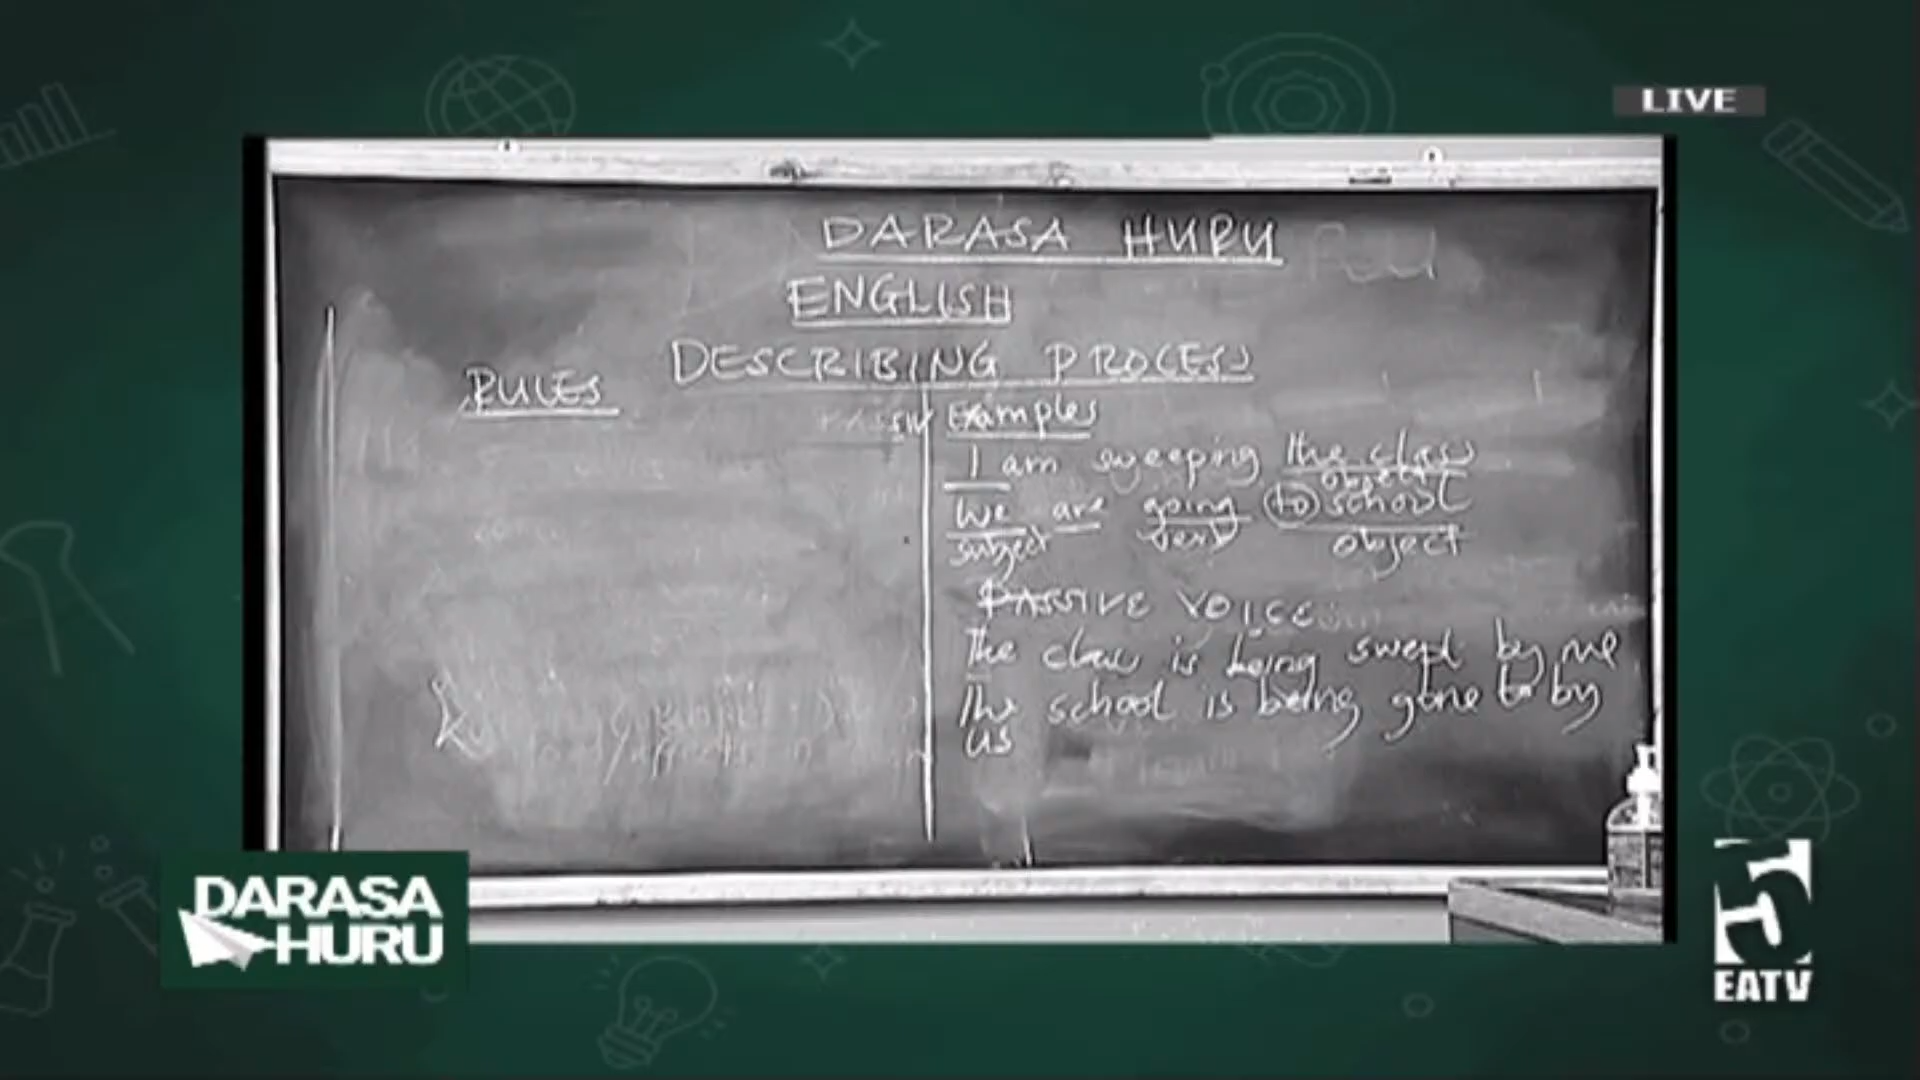 LIVE
DARASA HURU
ENGLISH
DESCRIBING PROCESS
RULES
Examples
I am sweeping the class
object
We are going to school
subject verb object
PASSIVE VOICE
The class is being swept by me
The school is being gone to by
us
DARASA
HURU
EATV